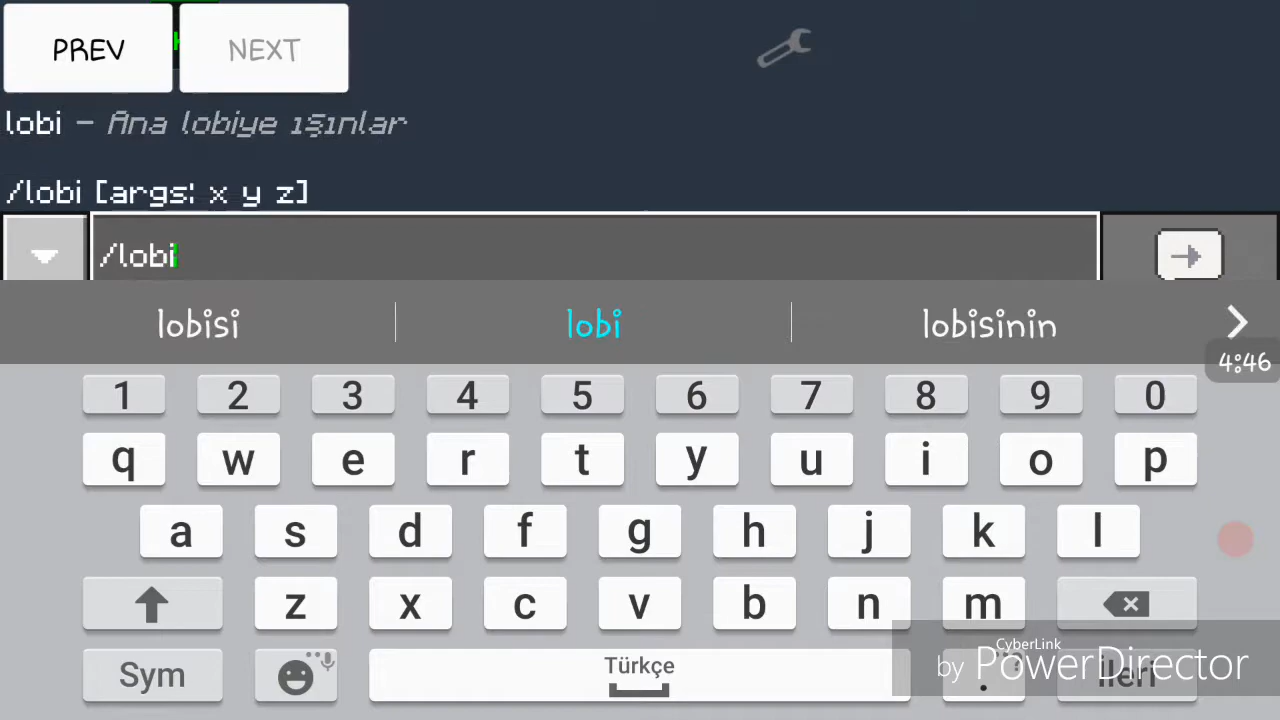 PREV NEXT
lobi - Ana lobiye ışınlar
/lobi [args: x y z]
/lobi
lobisi lobi lobisinin
4:46
1 2 3 4 5 6 7 8 9 0
q w e r t y u i o p
a s d f g h j k l
z x c v b n m
Sym Türkçe . İleri
CyberLink
by PowerDirector